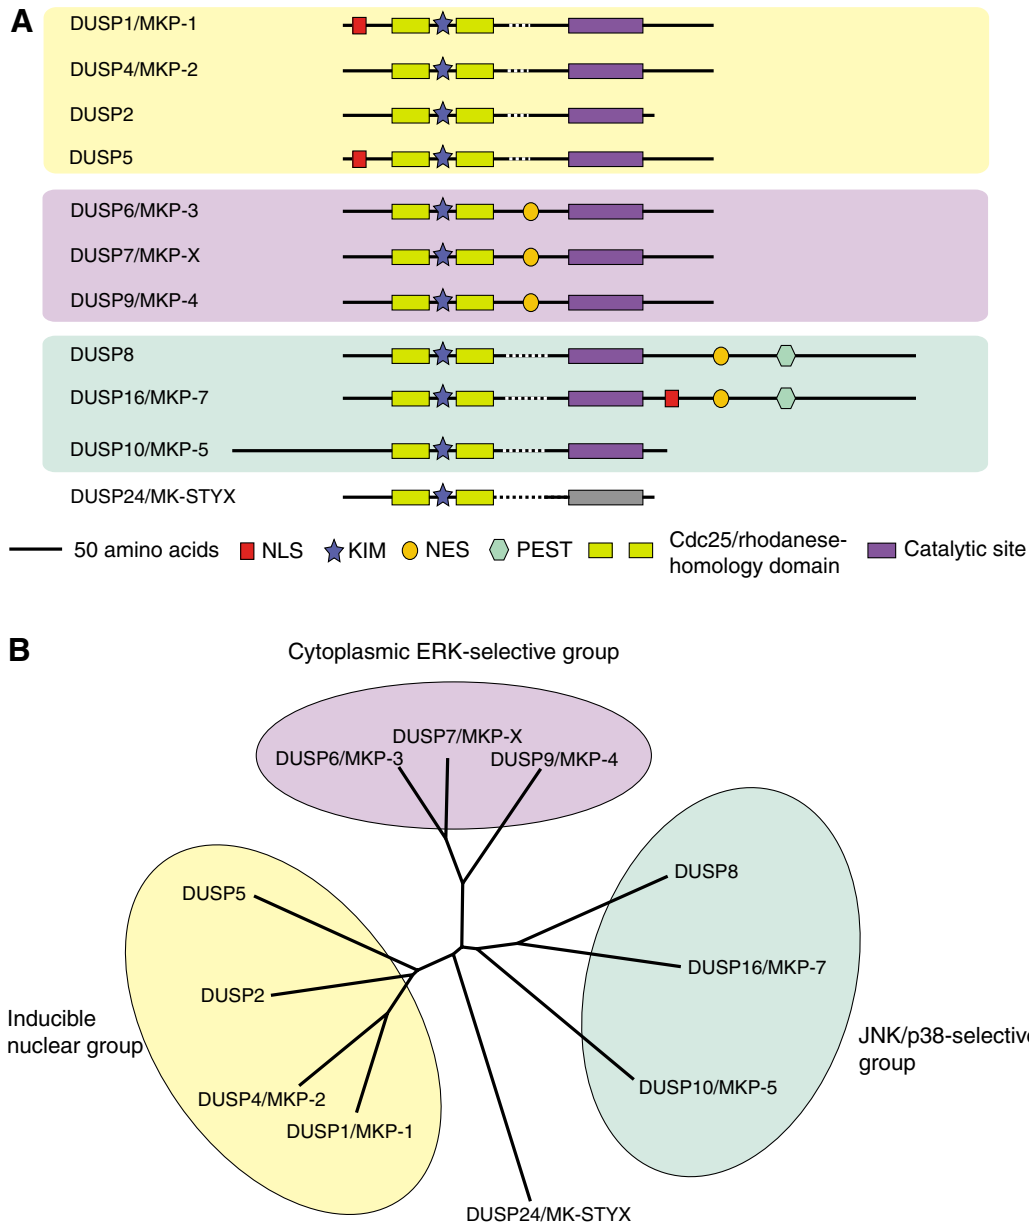 A
DUSP1/MKP-1
DUSP4/MKP-2
DUSP2
DUSP5
DUSP6/MKP-3
DUSP7/MKP-X
DUSP9/MKP-4
DUSP8
DUSP16/MKP-7
DUSP10/MKP-5
DUSP24/MK-STYX
50 amino acids NLS KIM NES PEST Cdc25/rhodanese-
homology domain Catalytic site
B
Cytoplasmic ERK-selective group
DUSP7/MKP-X
DUSP6/MKP-3 DUSP9/MKP-4
DUSP8
DUSP5
DUSP16/MKP-7
DUSP2
Inducible
nuclear group
JNK/p38-selective
group
DUSP10/MKP-5
DUSP4/MKP-2
DUSP1/MKP-1
DUSP24/MK-STYX